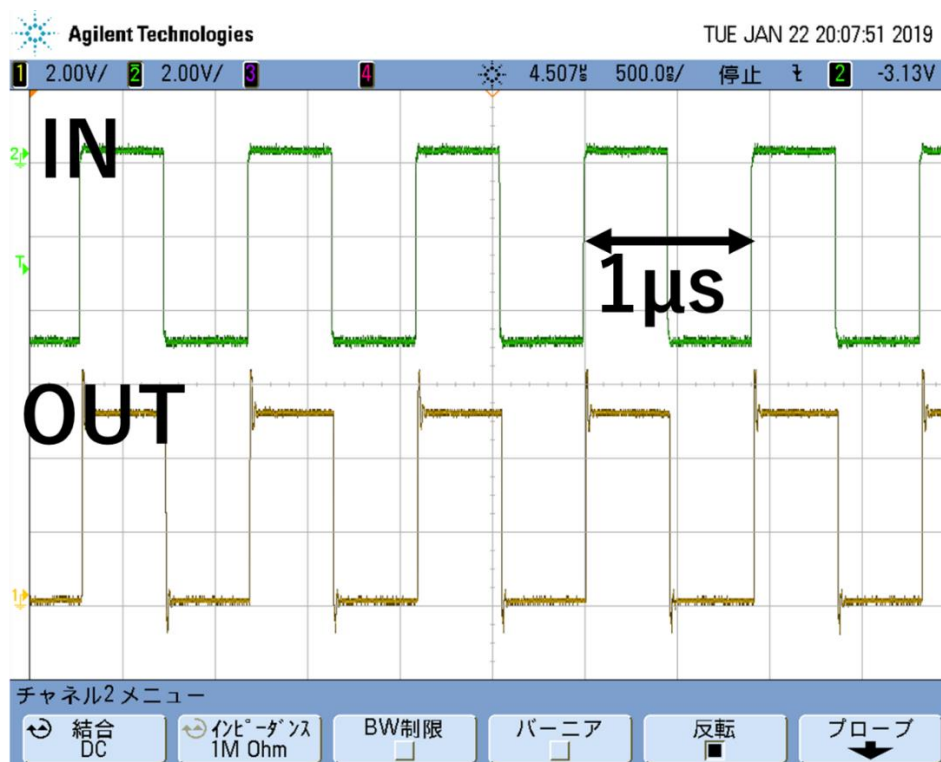 Agilent Technologies TUE JAN 22 20:07:51 2019
1 2.00V/ 2 2.00V/ 3 4 4.507µs 500.0ns/ 停止 2 -3.13V
IN
2
T
1µs
OUT
1
チャネル2 メニュー
結合 インピーダンス BW制限 バーニア 反転 プローブ
DC 1M Ohm